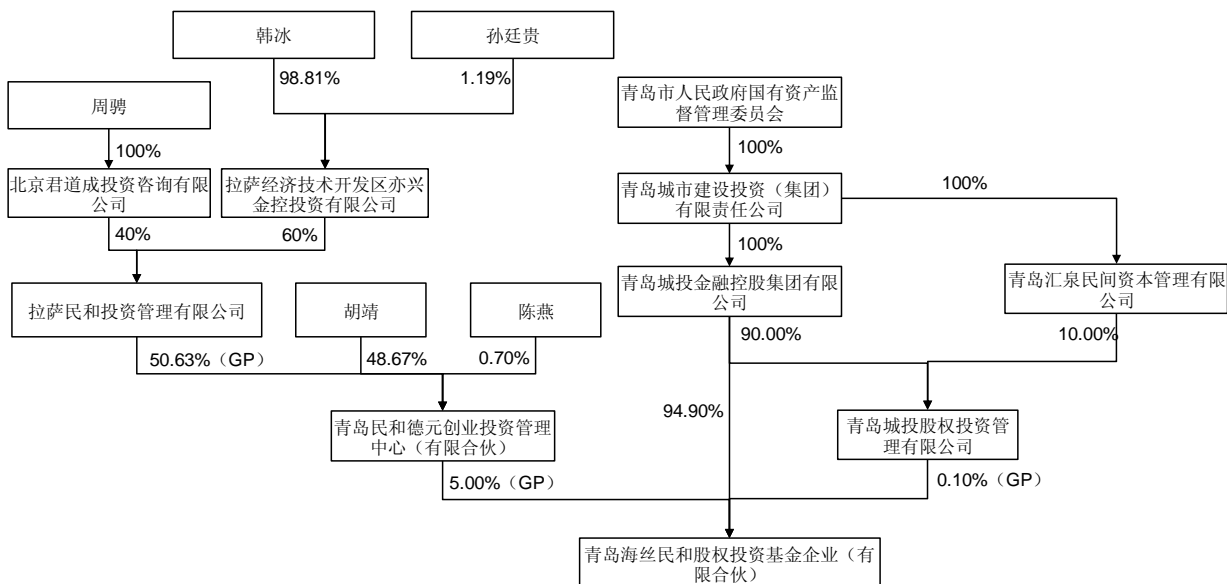 韩冰
孙廷贵
98.81%
1.19%
周骋
青岛市人民政府国有资产监
督管理委员会
100%
100%
北京君道成投资咨询有限
公司
拉萨经济技术开发区亦兴
金控投资有限公司
青岛城市建设投资（集团）
有限责任公司
100%
40%
60%
100%
拉萨民和投资管理有限公司
胡靖
陈燕
青岛城投金融控股集团有限
公司
青岛汇泉民间资本管理有限
公司
50.63%（GP）
48.67%
0.70%
90.00%
10.00%
青岛民和德元创业投资管理
中心（有限合伙）
94.90%
青岛城投股权投资管
理有限公司
5.00%（GP）
0.10%（GP）
青岛海丝民和股权投资基金企业（有
限合伙）